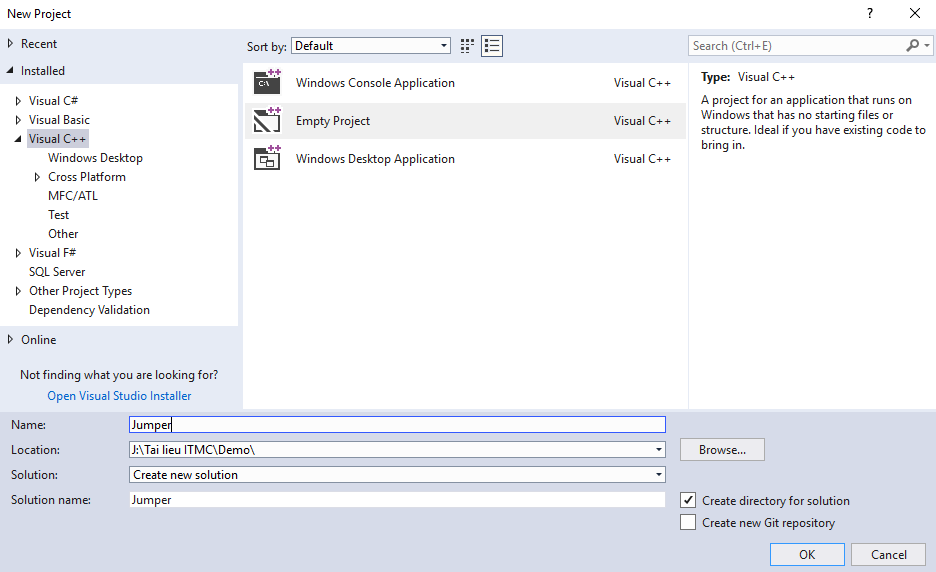 New Project
?
Recent
Installed
Visual C#
Visual Basic
Visual C++
Windows Desktop
Cross Platform
MFC/ATL
Test
Other
Visual F#
SQL Server
Other Project Types
Dependency Validation
Online
Not finding what you are looking for?
Open Visual Studio Installer
Sort by: Default
Windows Console Application Visual C++
Empty Project Visual C++
Windows Desktop Application Visual C++
Search (Ctrl+E)
Type: Visual C++
A project for an application that runs on
Windows that has no starting files or
structure. Ideal if you have existing code to
bring in.
Name: Jumper
Location: J:\Tai lieu ITMC\Demo\ Browse...
Solution: Create new solution
Solution name: Jumper
Create directory for solution
Create new Git repository
OK Cancel